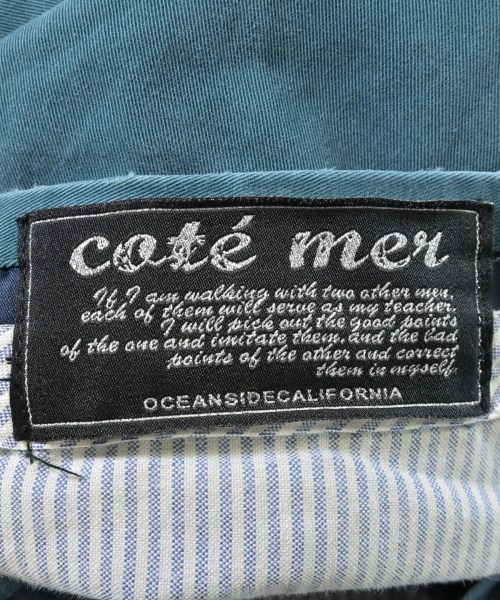 coté mer
If I am walking with two other men,
each of them will serve as my teacher.
I will pick out the good points
of the one and imitate them, and the bad
points of the other and correct
them in myself.
OCEANSIDECALIFORNIA